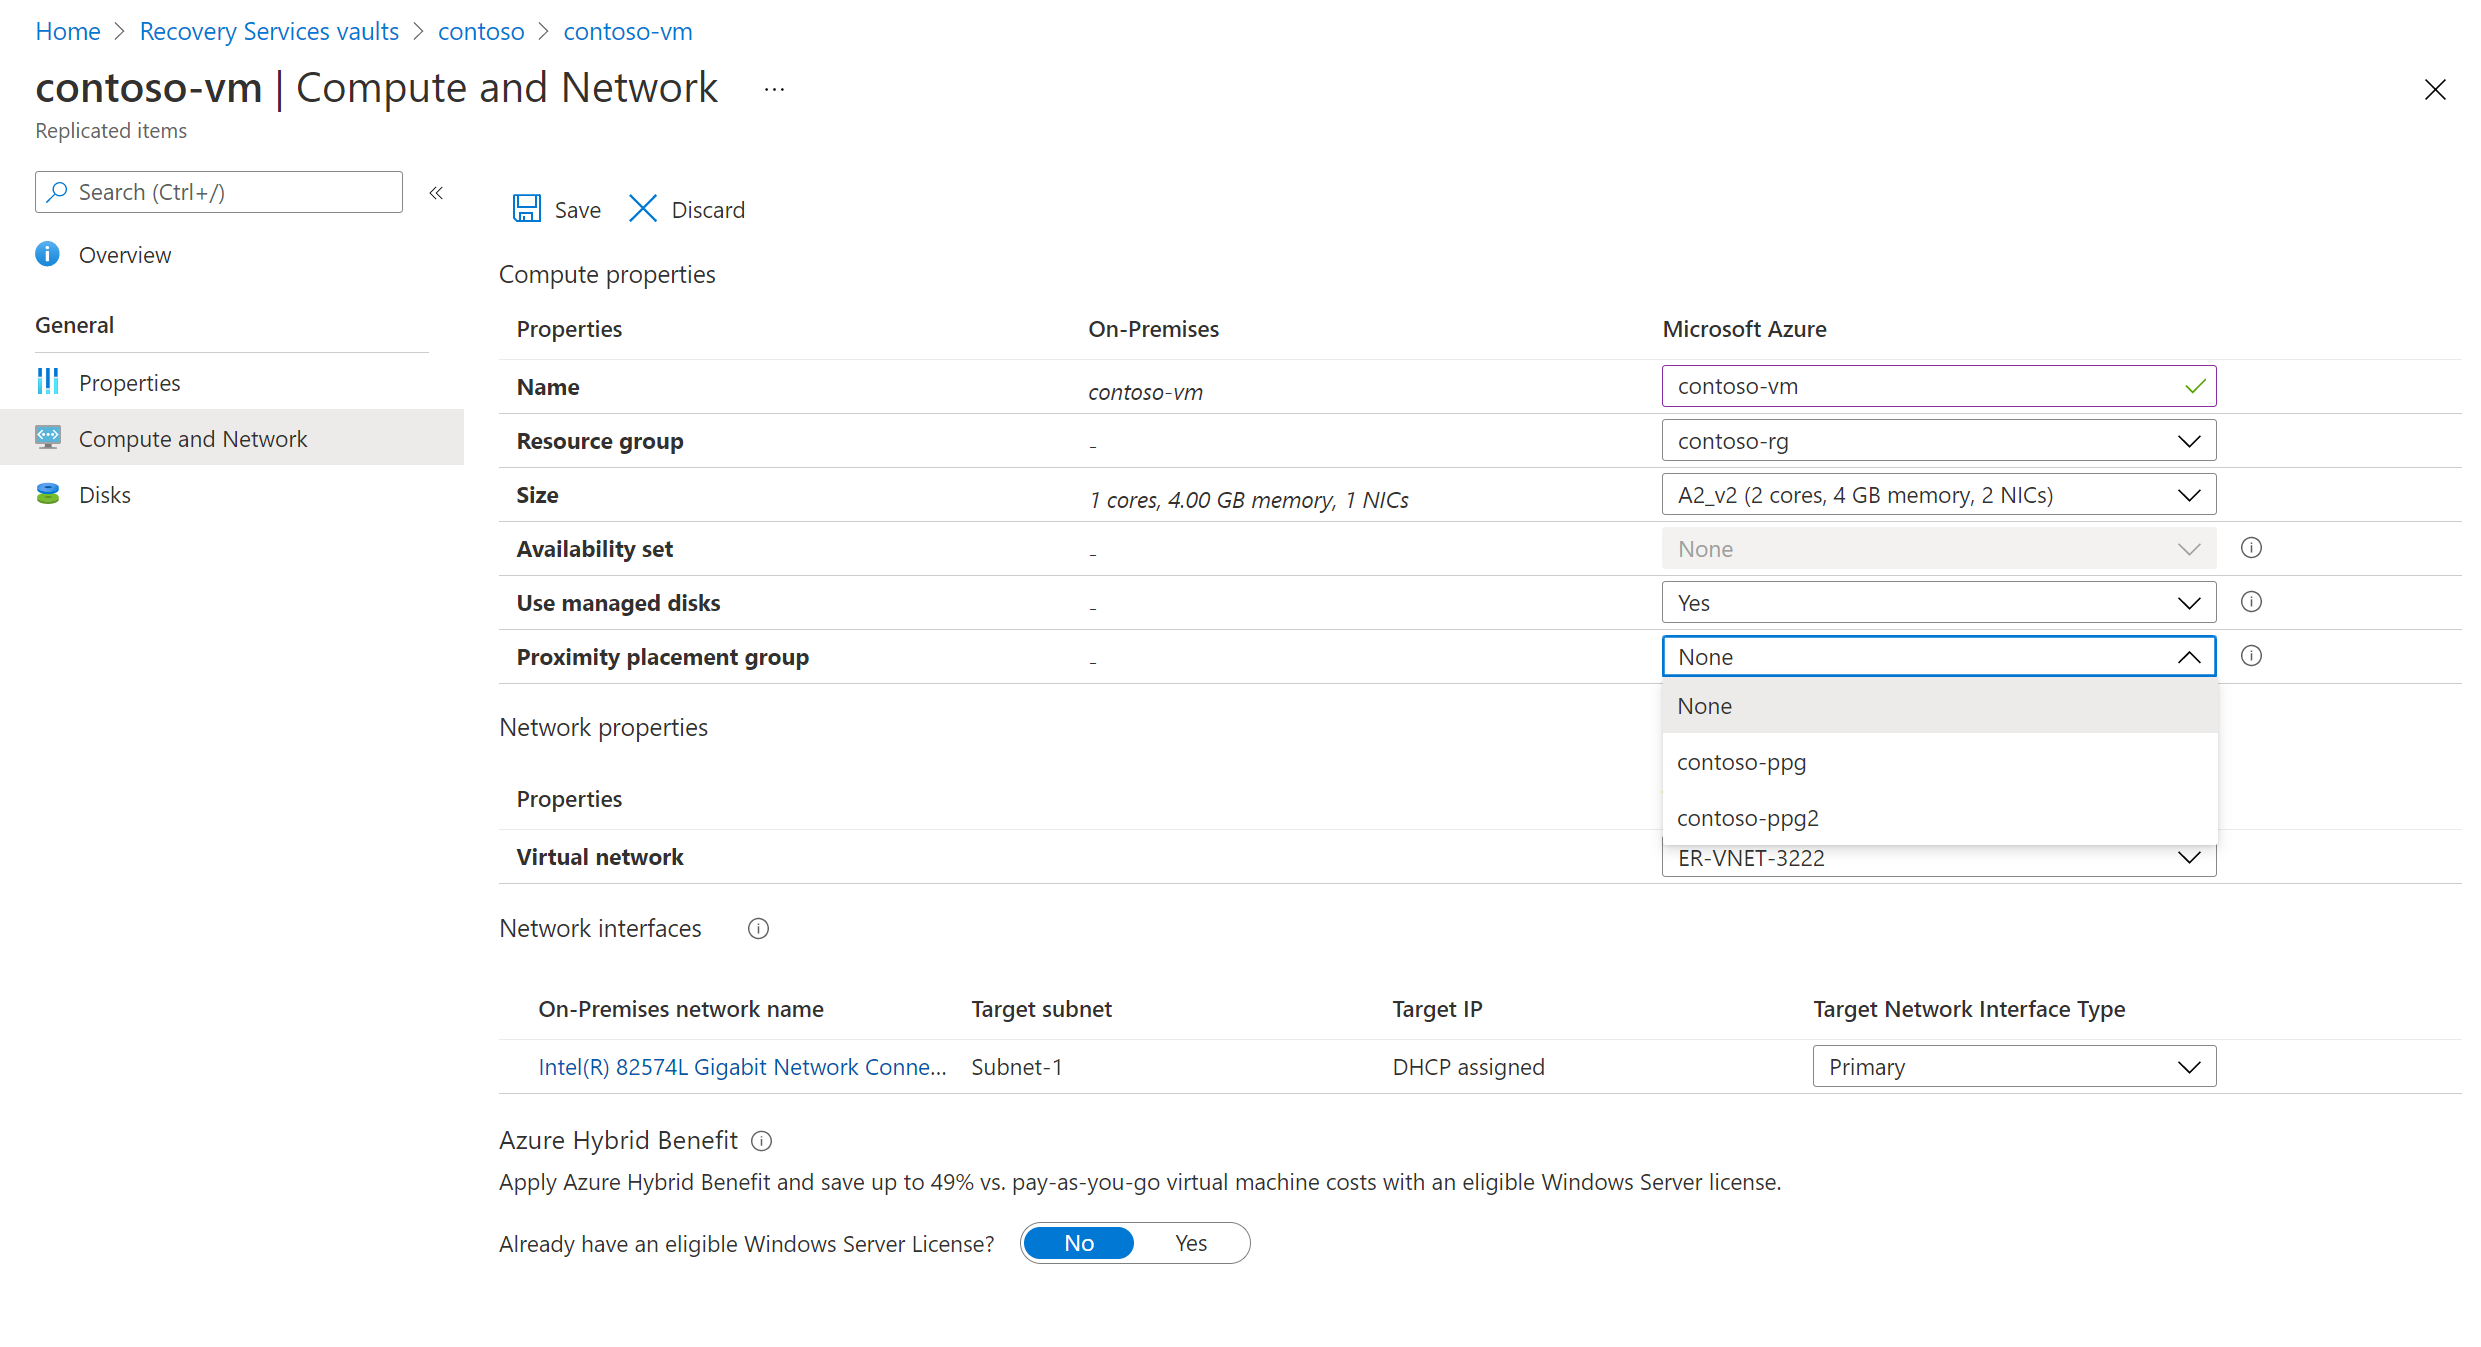 Home > Recovery Services vaults > contoso > contoso-vm
contoso-vm | Compute and Network ...
Replicated items
Search (Ctrl+/) «
Save Discard
Overview
General
Properties
Compute and Network
Disks
Compute properties
Properties On-Premises Microsoft Azure
Name contoso-vm contoso-vm
Resource group - contoso-rg
Size 1 cores, 4.00 GB memory, 1 NICs A2_v2 (2 cores, 4 GB memory, 2 NICs)
Availability set - None
Use managed disks - Yes
Proximity placement group - None
None
contoso-ppg
contoso-ppg2
Network properties
Properties
Virtual network ER-VNET-3222
Network interfaces
On-Premises network name Target subnet Target IP Target Network Interface Type
Intel(R) 82574L Gigabit Network Conne... Subnet-1 DHCP assigned Primary
Azure Hybrid Benefit
Apply Azure Hybrid Benefit and save up to 49% vs. pay-as-you-go virtual machine costs with an eligible Windows Server license.
Already have an eligible Windows Server License? No Yes